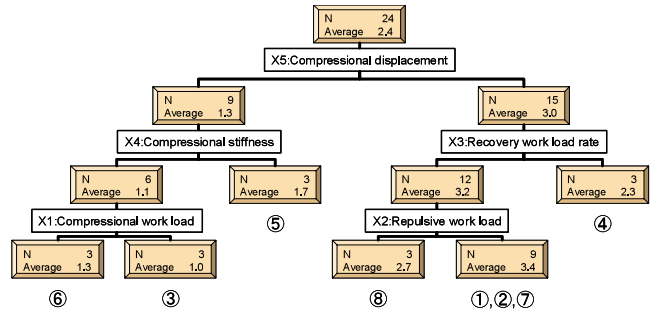 N 24
Average 2.4
X5:Compressional displacement
N 9
Average 1.3
N 15
Average 3.0
X4:Compressional stiffness
X3:Recovery work load rate
N 6
Average 1.1
N 3
Average 1.7
N 12
Average 3.2
N 3
Average 2.3
X1:Compressional work load
⑤
X2:Repulsive work load
④
N 3
Average 1.3
N 3
Average 1.0
N 3
Average 2.7
N 9
Average 3.4
⑥
③
⑧
①,②,⑦